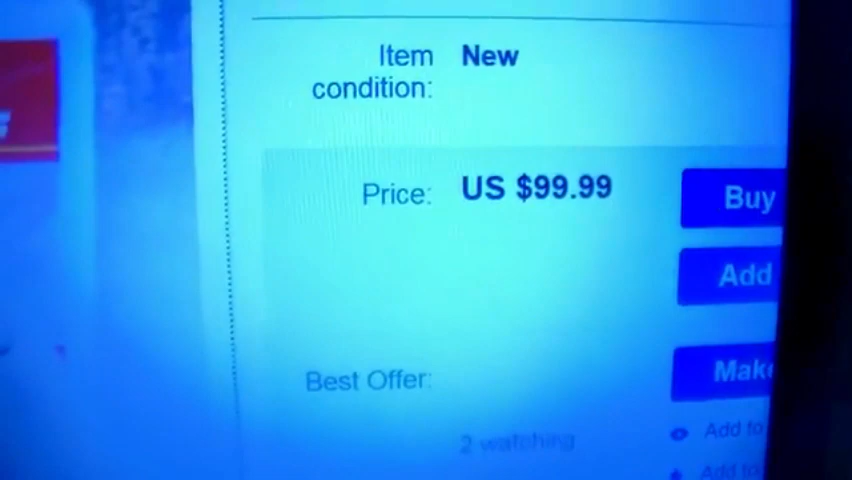 Item New
condition:
Price: US $99.99 Buy
Add
Best Offer: Make
2 watching Add to
Add to